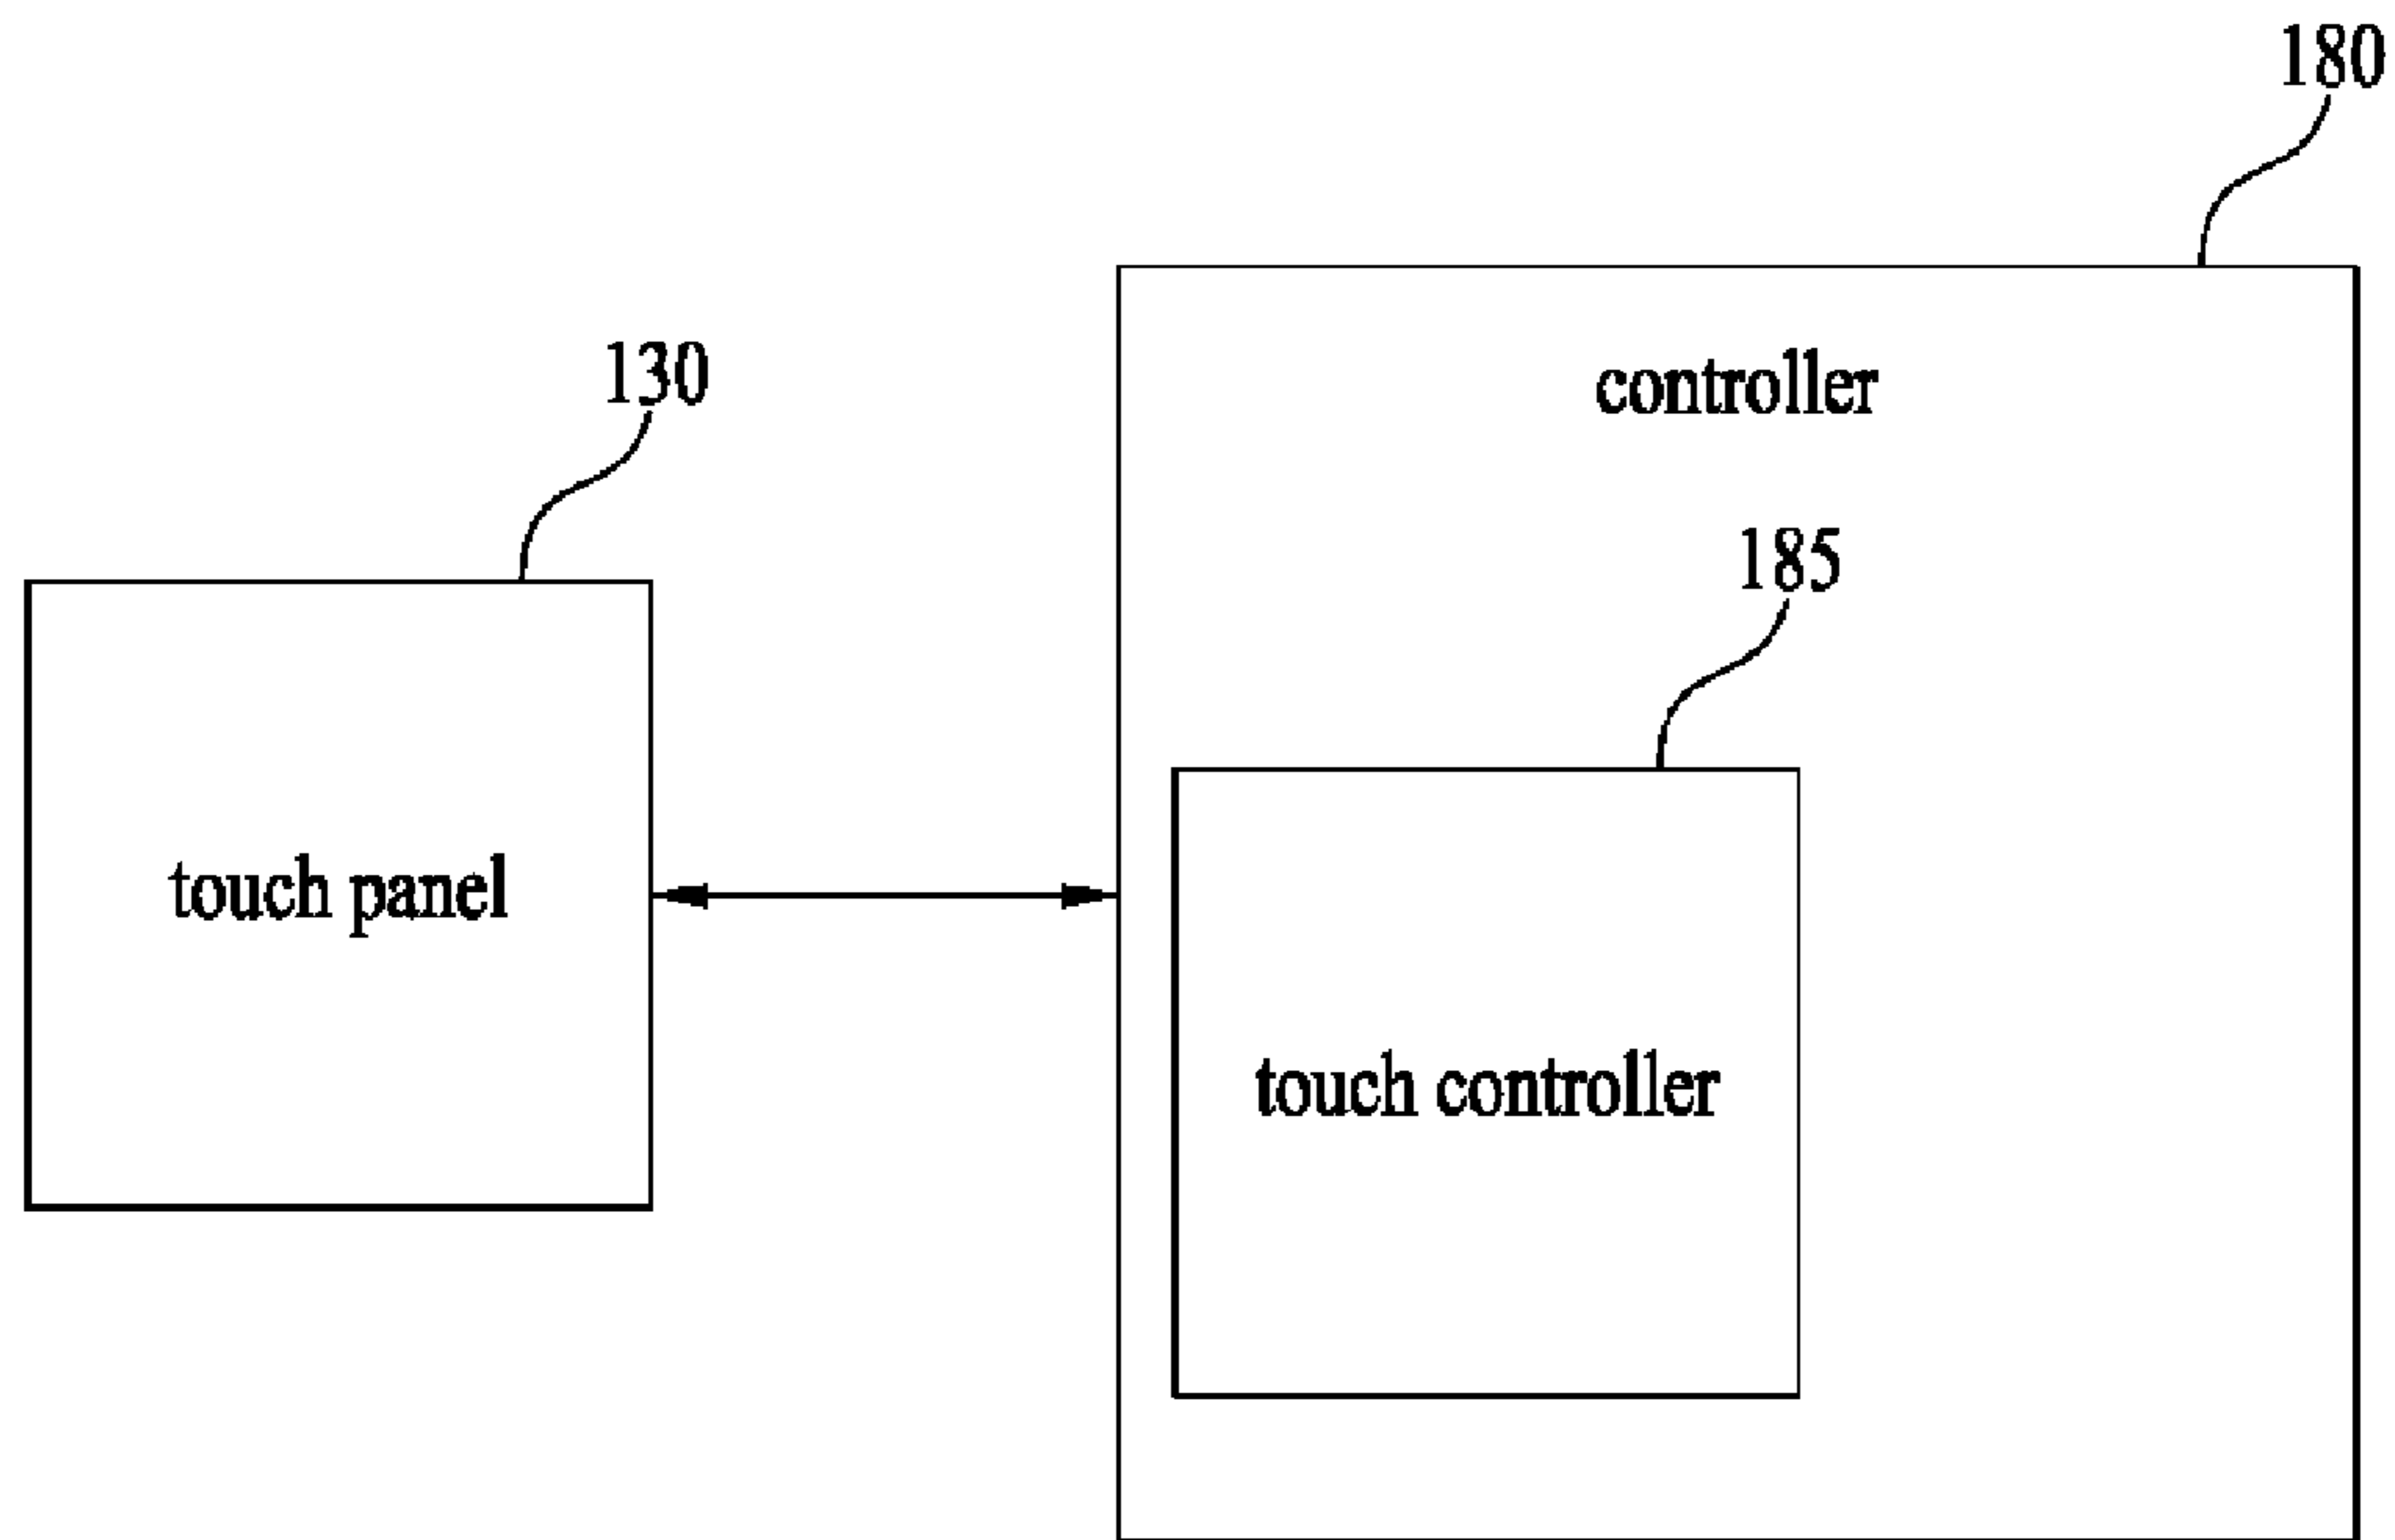 180
130
controller
185
touch panel
touch controller